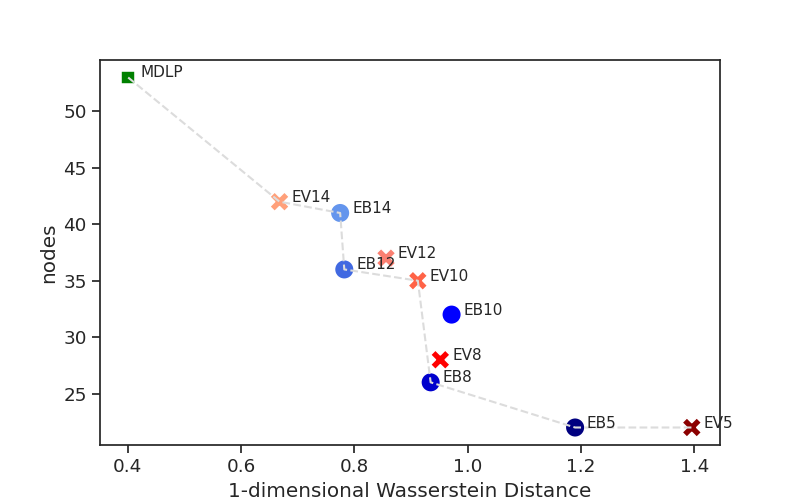 MDLP
50
45
EV14
EB14
40
EV12
EB12
EV10
35
EB10
30
EV8
EB8
25
EB5
EV5
nodes
0.4 0.6 0.8 1.0 1.2 1.4
1-dimensional Wasserstein Distance